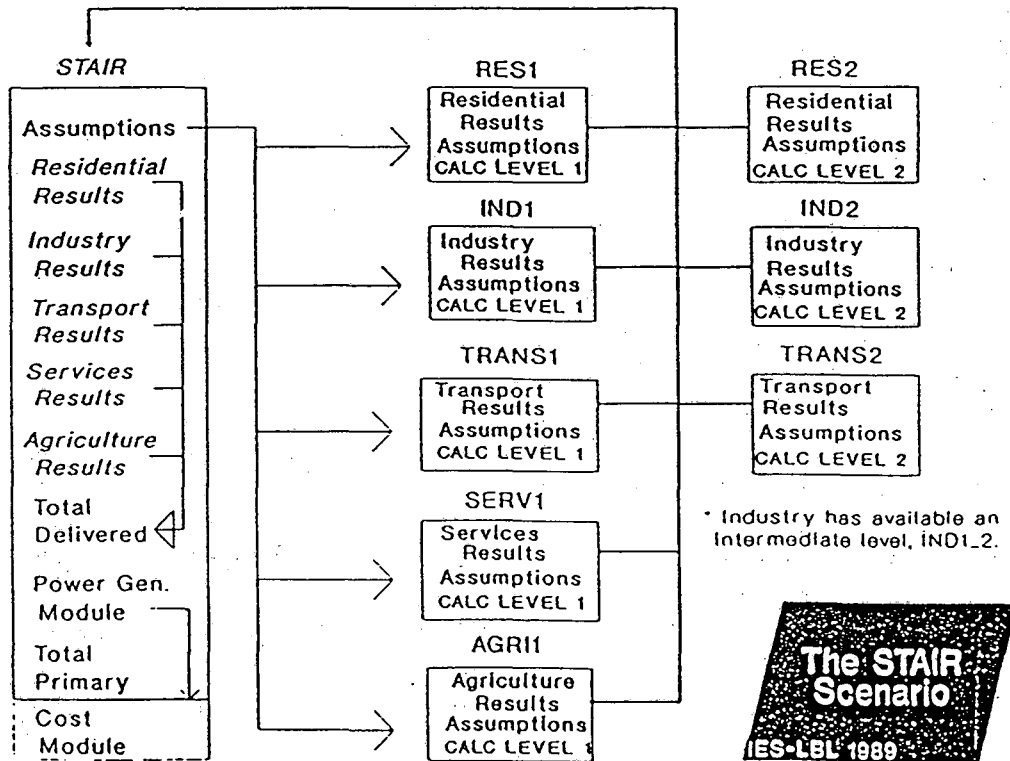 STAIR
Assumptions
Residential
Results
Industry
Results
Transport
Results
Services
Results
Agriculture
Results
Total
Delivered
Power Gen.
Module
Total
Primary
Cost
Module
RES1
Residential
Results
Assumptions
CALC LEVEL 1
IND1
Industry
Results
Assumptions
CALC LEVEL 1
TRANS1
Transport
Results
Assumptions
CALC LEVEL 1
SERV1
Services
Results
Assumptions
CALC LEVEL 1
AGRI1
Agriculture
Results
Assumptions
CALC LEVEL 1
RES2
Residential
Results
Assumptions
CALC LEVEL 2
IND2
Industry
Results
Assumptions
CALC LEVEL 2
TRANS2
Transport
Results
Assumptions
CALC LEVEL 2
* Industry has available an
Intermediate level, IND1_2.
The STAIR
Scenario
IES•LBL 1989